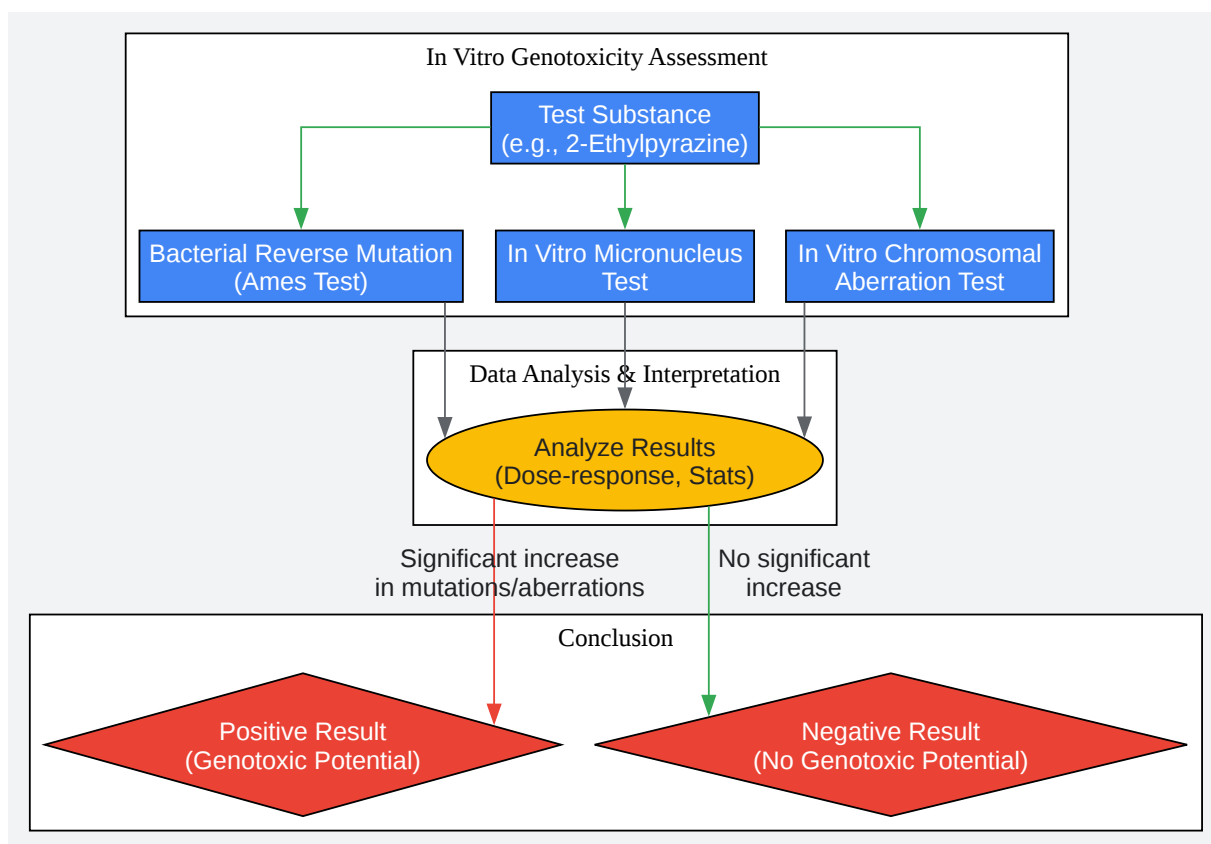 In Vitro Genotoxicity Assessment
Test Substance
(e.g., 2-Ethylpyrazine)
Bacterial Reverse Mutation
(Ames Test)
In Vitro Micronucleus
Test
In Vitro Chromosomal
Aberration Test
Data Analysis & Interpretation
Analyze Results
(Dose-response, Stats)
Significant increase
in mutations/aberrations
No significant
increase
Conclusion
Positive Result
(Genotoxic Potential)
Negative Result
(No Genotoxic Potential)